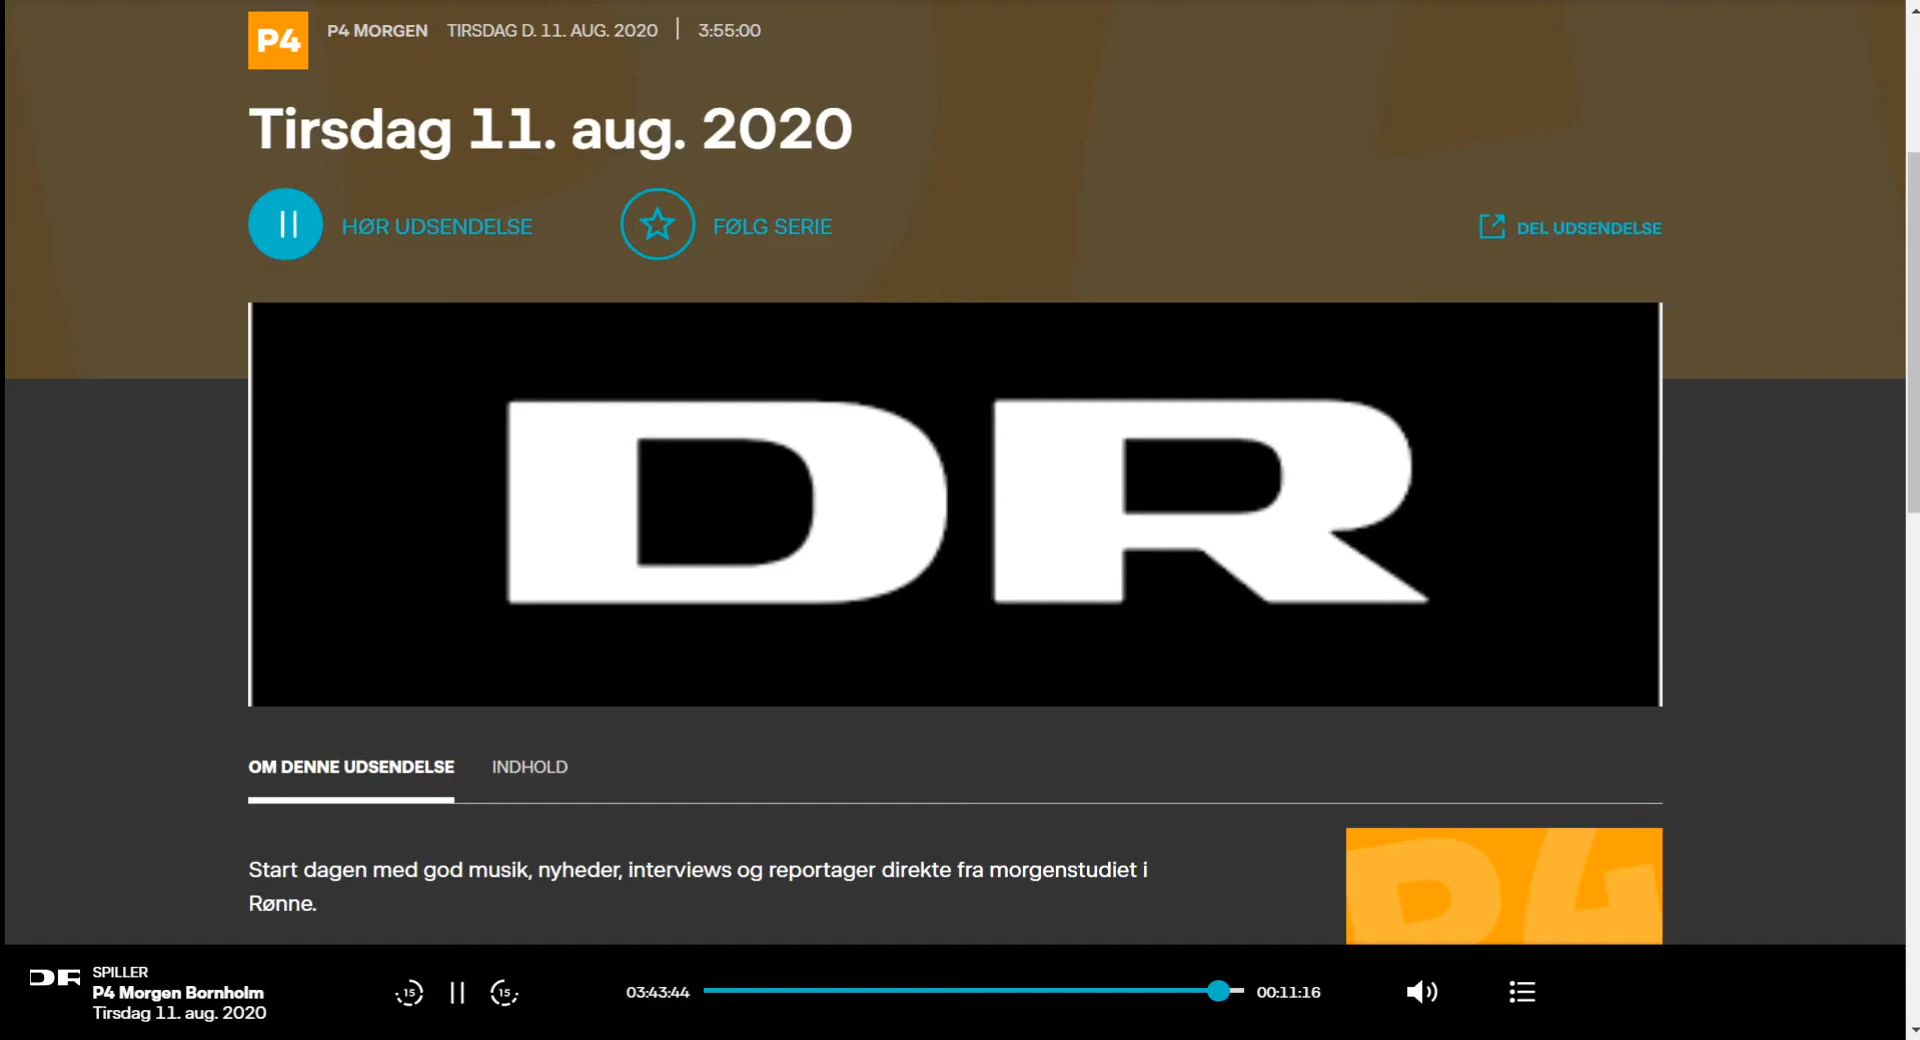 P4 P4 MORGEN TIRSDAG D. 11. AUG. 2020 | 3:55:00
Tirsdag 11. aug. 2020
HØR UDSENDELSE FØLG SERIE DEL UDSENDELSE
DR
OM DENNE UDSENDELSE INDHOLD
Start dagen med god musik, nyheder, interviews og reportager direkte fra morgenstudiet i
Rønne.
P4
DR SPILLER
P4 Morgen Bornholm
Tirsdag 11. aug. 2020
15 15 03:43:44 00:11:16